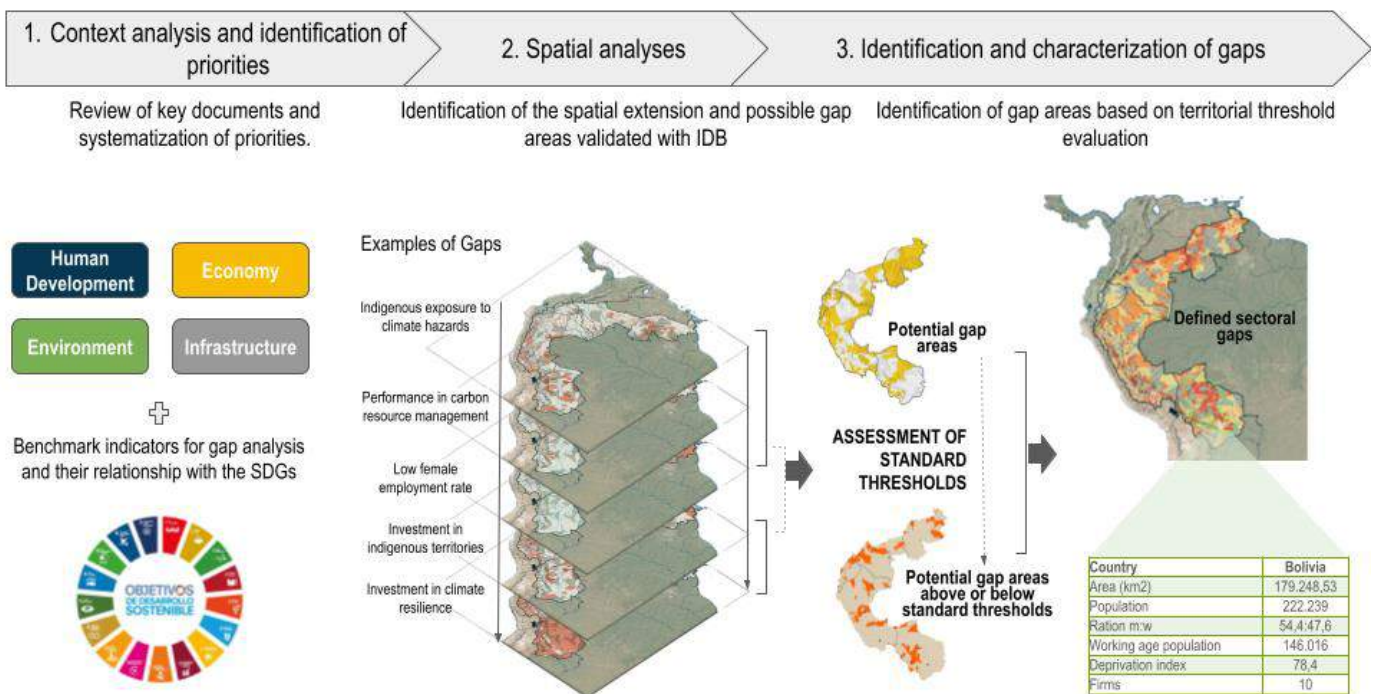 1. Context analysis and identification of
priorities
2. Spatial analyses
3. Identification and characterization of gaps
Review of key documents and
systematization of priorities.
Identification of the spatial extension and possible gap
areas validated with IDB
Identification of gap areas based on territorial threshold
evaluation
Human
Development
Economy
Environment
Infrastructure
Benchmark indicators for gap analysis
and their relationship with the SDGs
OBJETIVOS
DE DESARROLLO
SOSTENIBLE
Examples of Gaps
Indigenous exposure to
climate hazards
Performance in carbon
resource management
Low female
employment rate
Investment in
indigenous territories
Investment in climate
resilience
Potential gap
areas
ASSESSMENT OF
STANDARD
THRESHOLDS
Potential gap areas
above or below
standard thresholds
Defined sectoral
gaps
Country Bolivia
Area (km2) 179.248,53
Population 222.239
Ration m:w 54,4:47,6
Working age population 146.016
Deprivation index 78,4
Firms 10